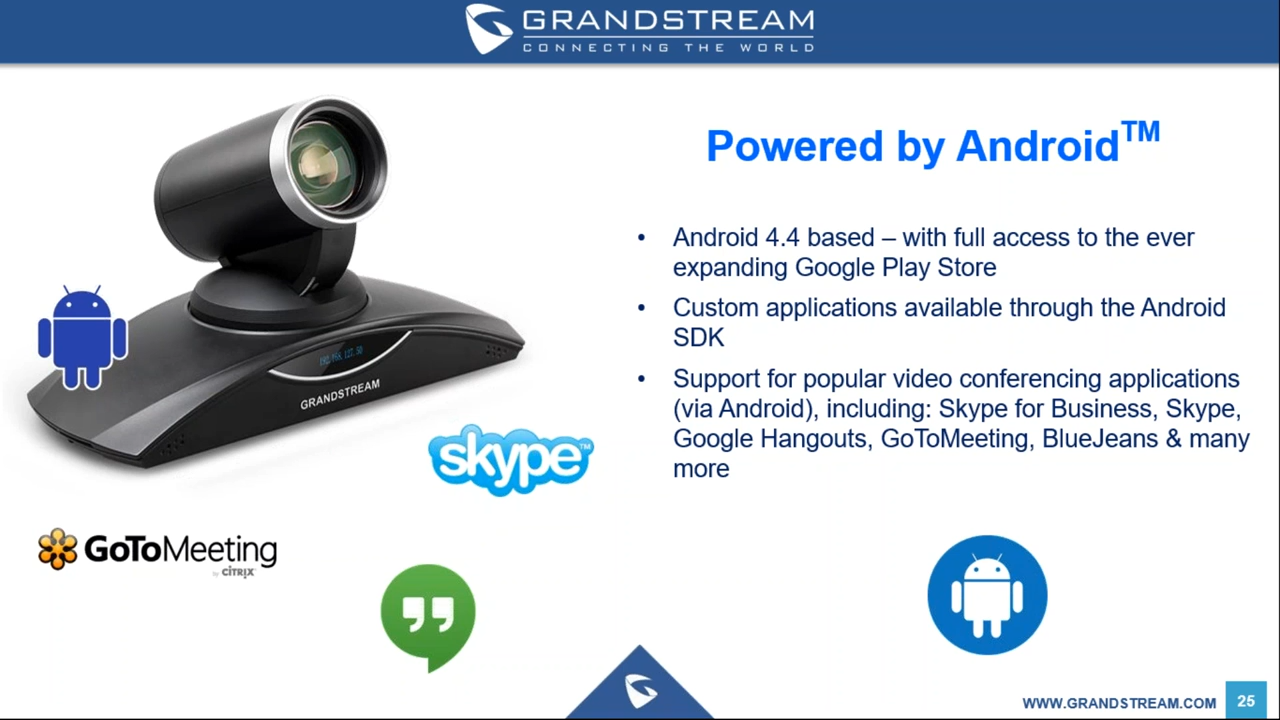 GRANDSTREAM
CONNECTING THE WORLD
Powered by Android™
• Android 4.4 based – with full access to the ever
expanding Google Play Store
• Custom applications available through the Android
SDK
• Support for popular video conferencing applications
(via Android), including: Skype for Business, Skype,
Google Hangouts, GoToMeeting, BlueJeans & many
more
GRANDSTREAM
skype™
GoToMeeting
by CITRIX
WWW.GRANDSTREAM.COM 25